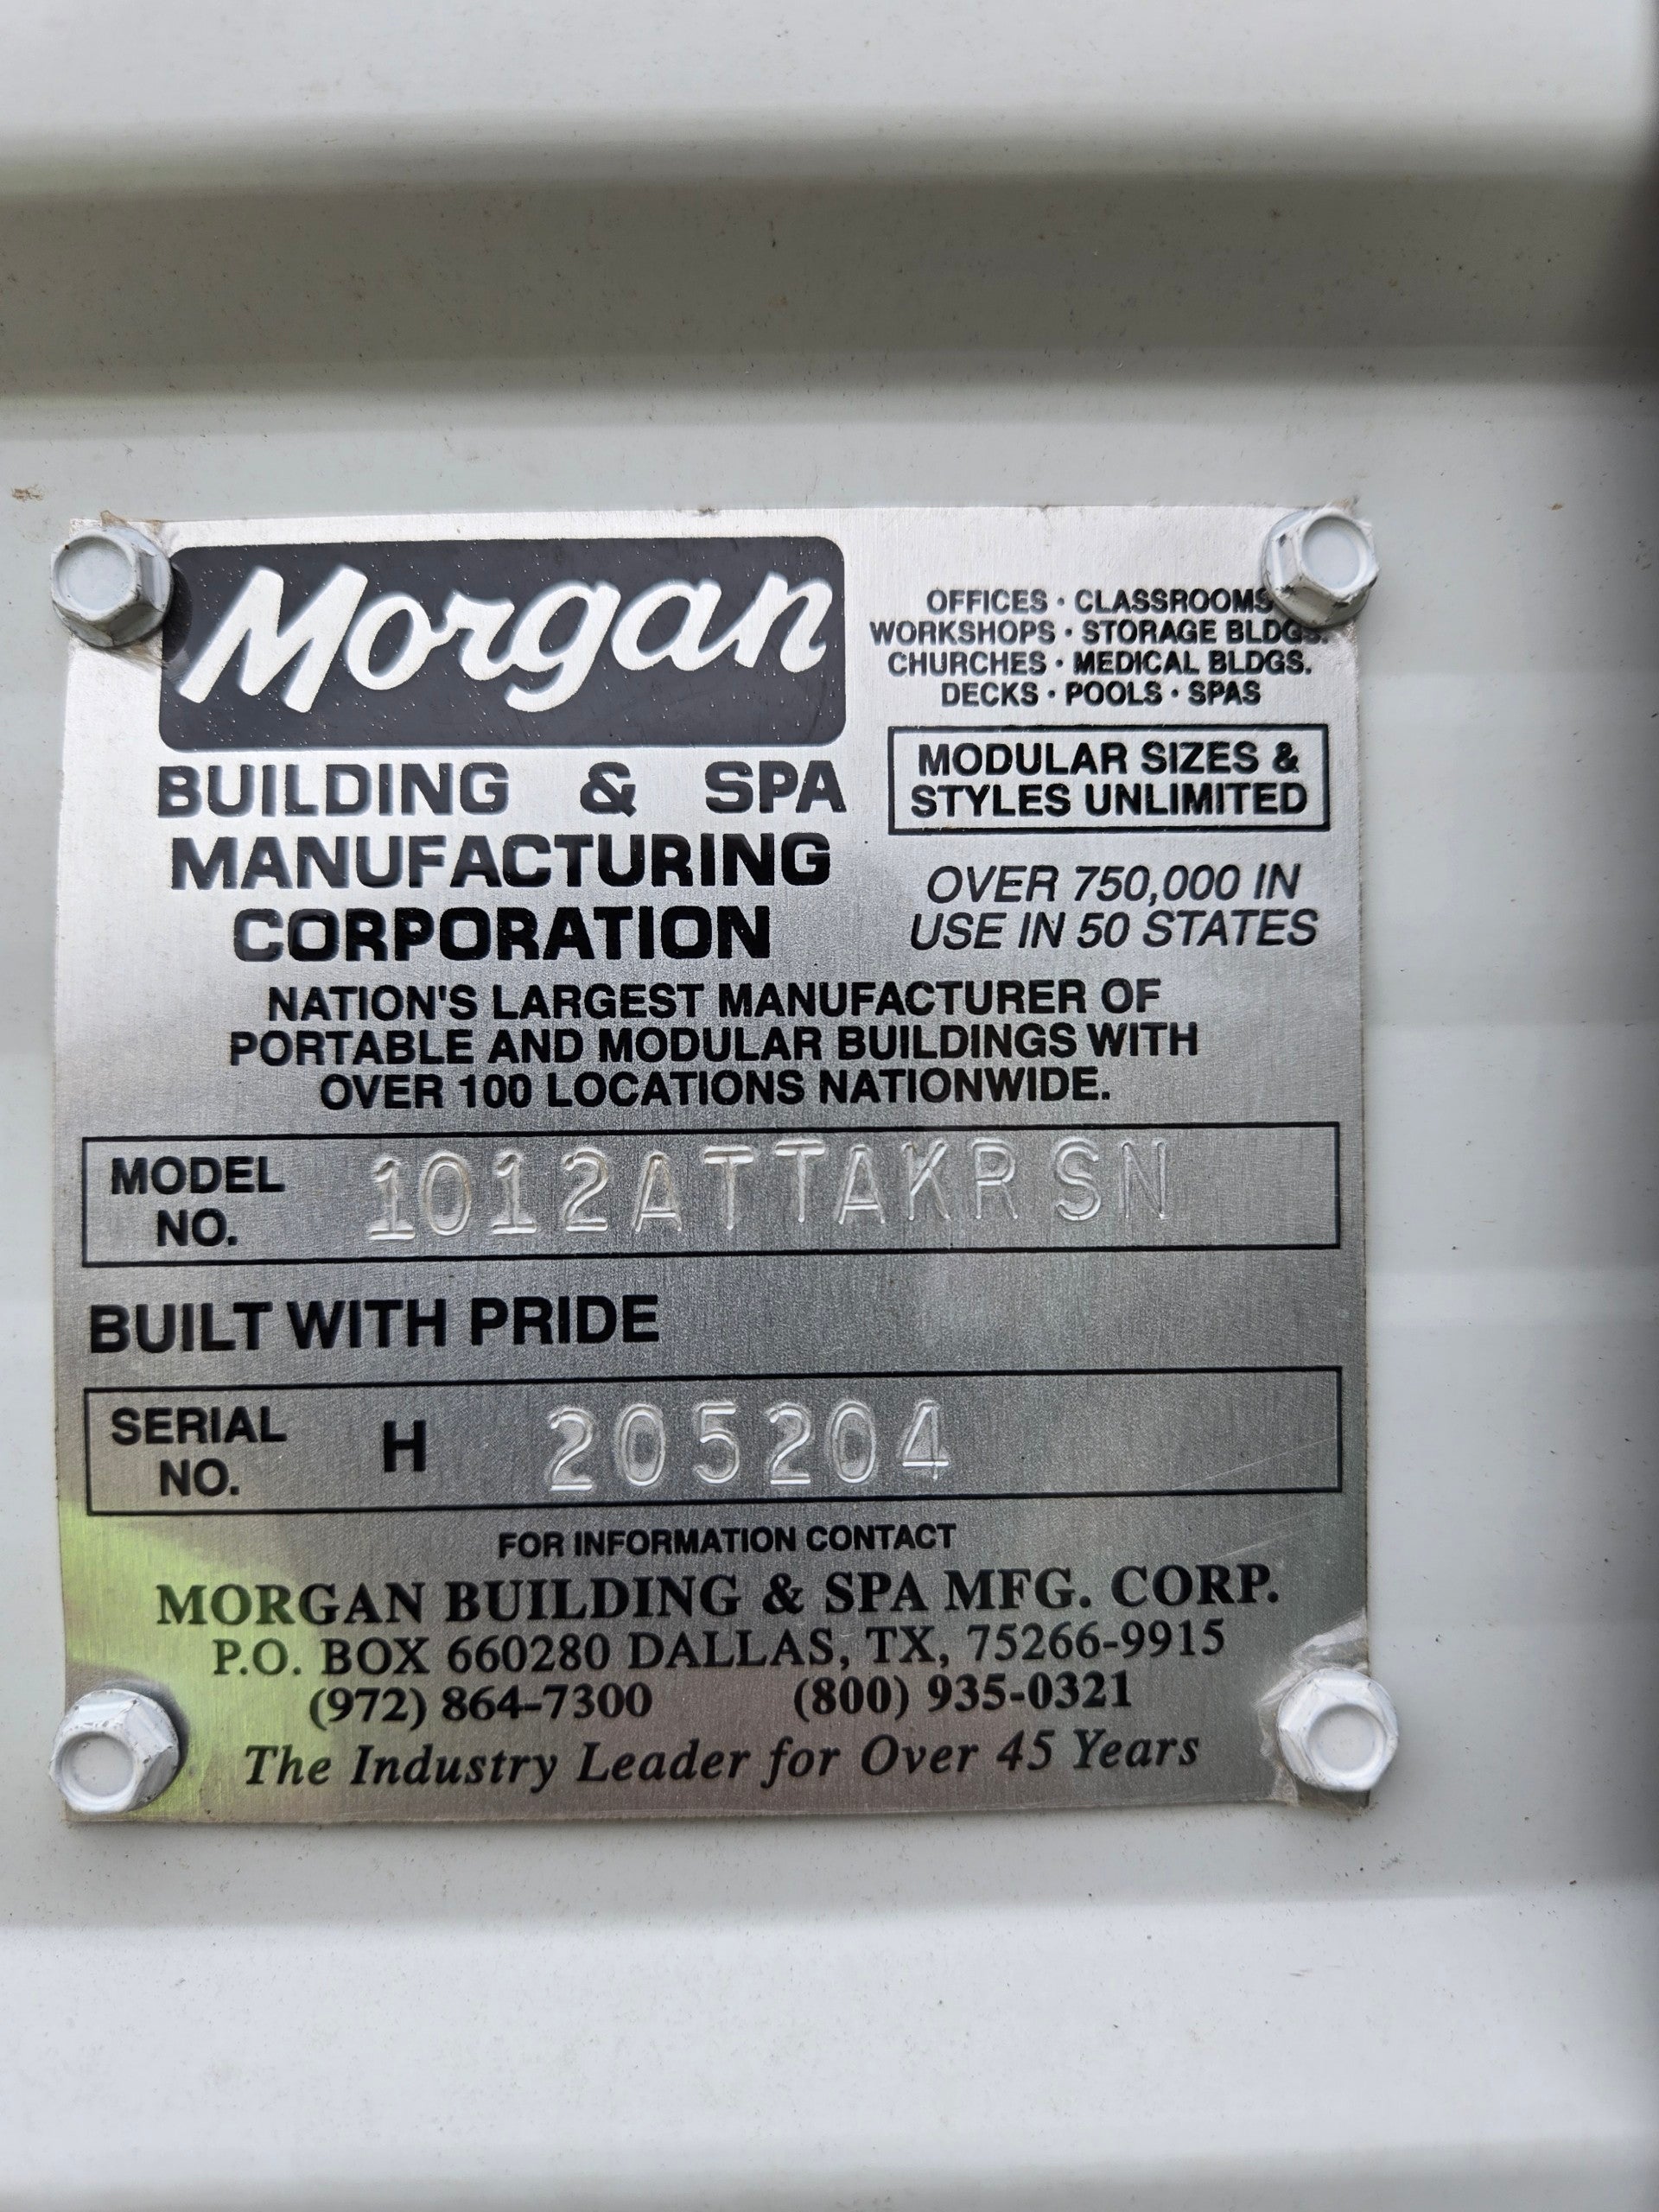 Morgan
BUILDING & SPA
MANUFACTURING
CORPORATION
OFFICES · CLASSROOMS
WORKSHOPS · STORAGE BLDGS.
CHURCHES · MEDICAL BLDGS.
DECKS · POOLS · SPAS
MODULAR SIZES &
STYLES UNLIMITED
OVER 750,000 IN
USE IN 50 STATES
NATION'S LARGEST MANUFACTURER OF
PORTABLE AND MODULAR BUILDINGS WITH
OVER 100 LOCATIONS NATIONWIDE.
MODEL
NO. 1012ATTAKRSN
BUILT WITH PRIDE
SERIAL
NO. H 205204
FOR INFORMATION CONTACT
MORGAN BUILDING & SPA MFG. CORP.
P.O. BOX 660280 DALLAS, TX, 75266-9915
(972) 864-7300 (800) 935-0321
The Industry Leader for Over 45 Years